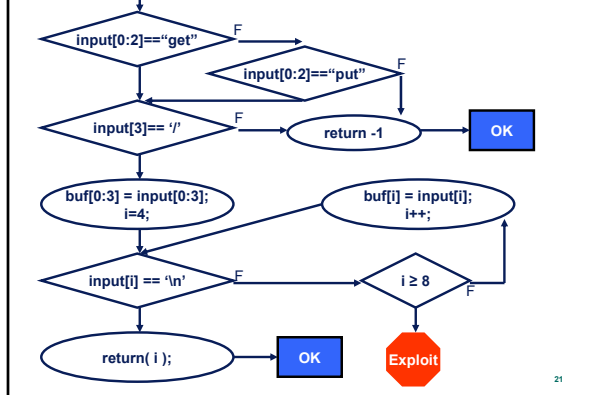 input[0:2]==“get”
F
input[0:2]==“put”
F
input[3]== ‘/’
F
return -1
OK
buf[0:3] = input[0:3];
i=4;
buf[i] = input[i];
i++;
input[i] == ‘\n’
F
i ≥ 8
F
return( i );
OK
Exploit
21